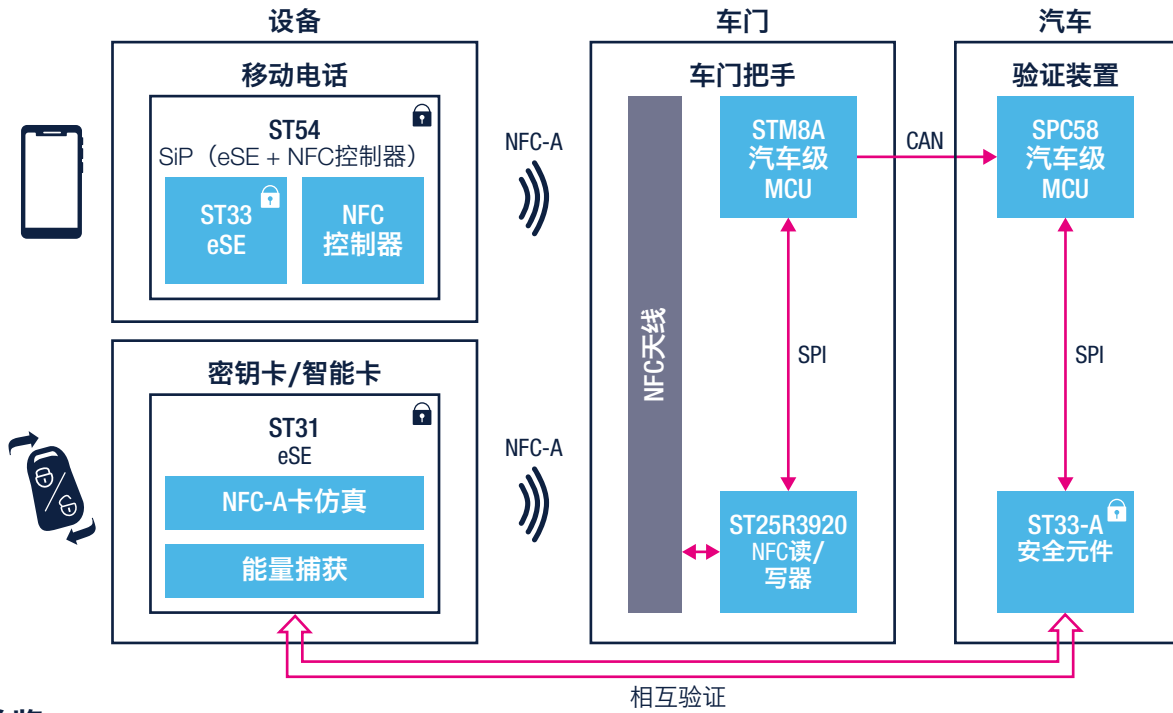 设备
移动电话
ST54
SiP（eSE + NFC控制器）
ST33
eSE
NFC
控制器
NFC-A
密钥卡/智能卡
ST31
eSE
NFC-A卡仿真
能量捕获
NFC-A
车门
车门把手
NFC天线
STM8A
汽车级
MCU
SPI
ST25R3920
NFC读/
写器
CAN
汽车
验证装置
SPC58
汽车级
MCU
SPI
ST33-A
安全元件
相互验证